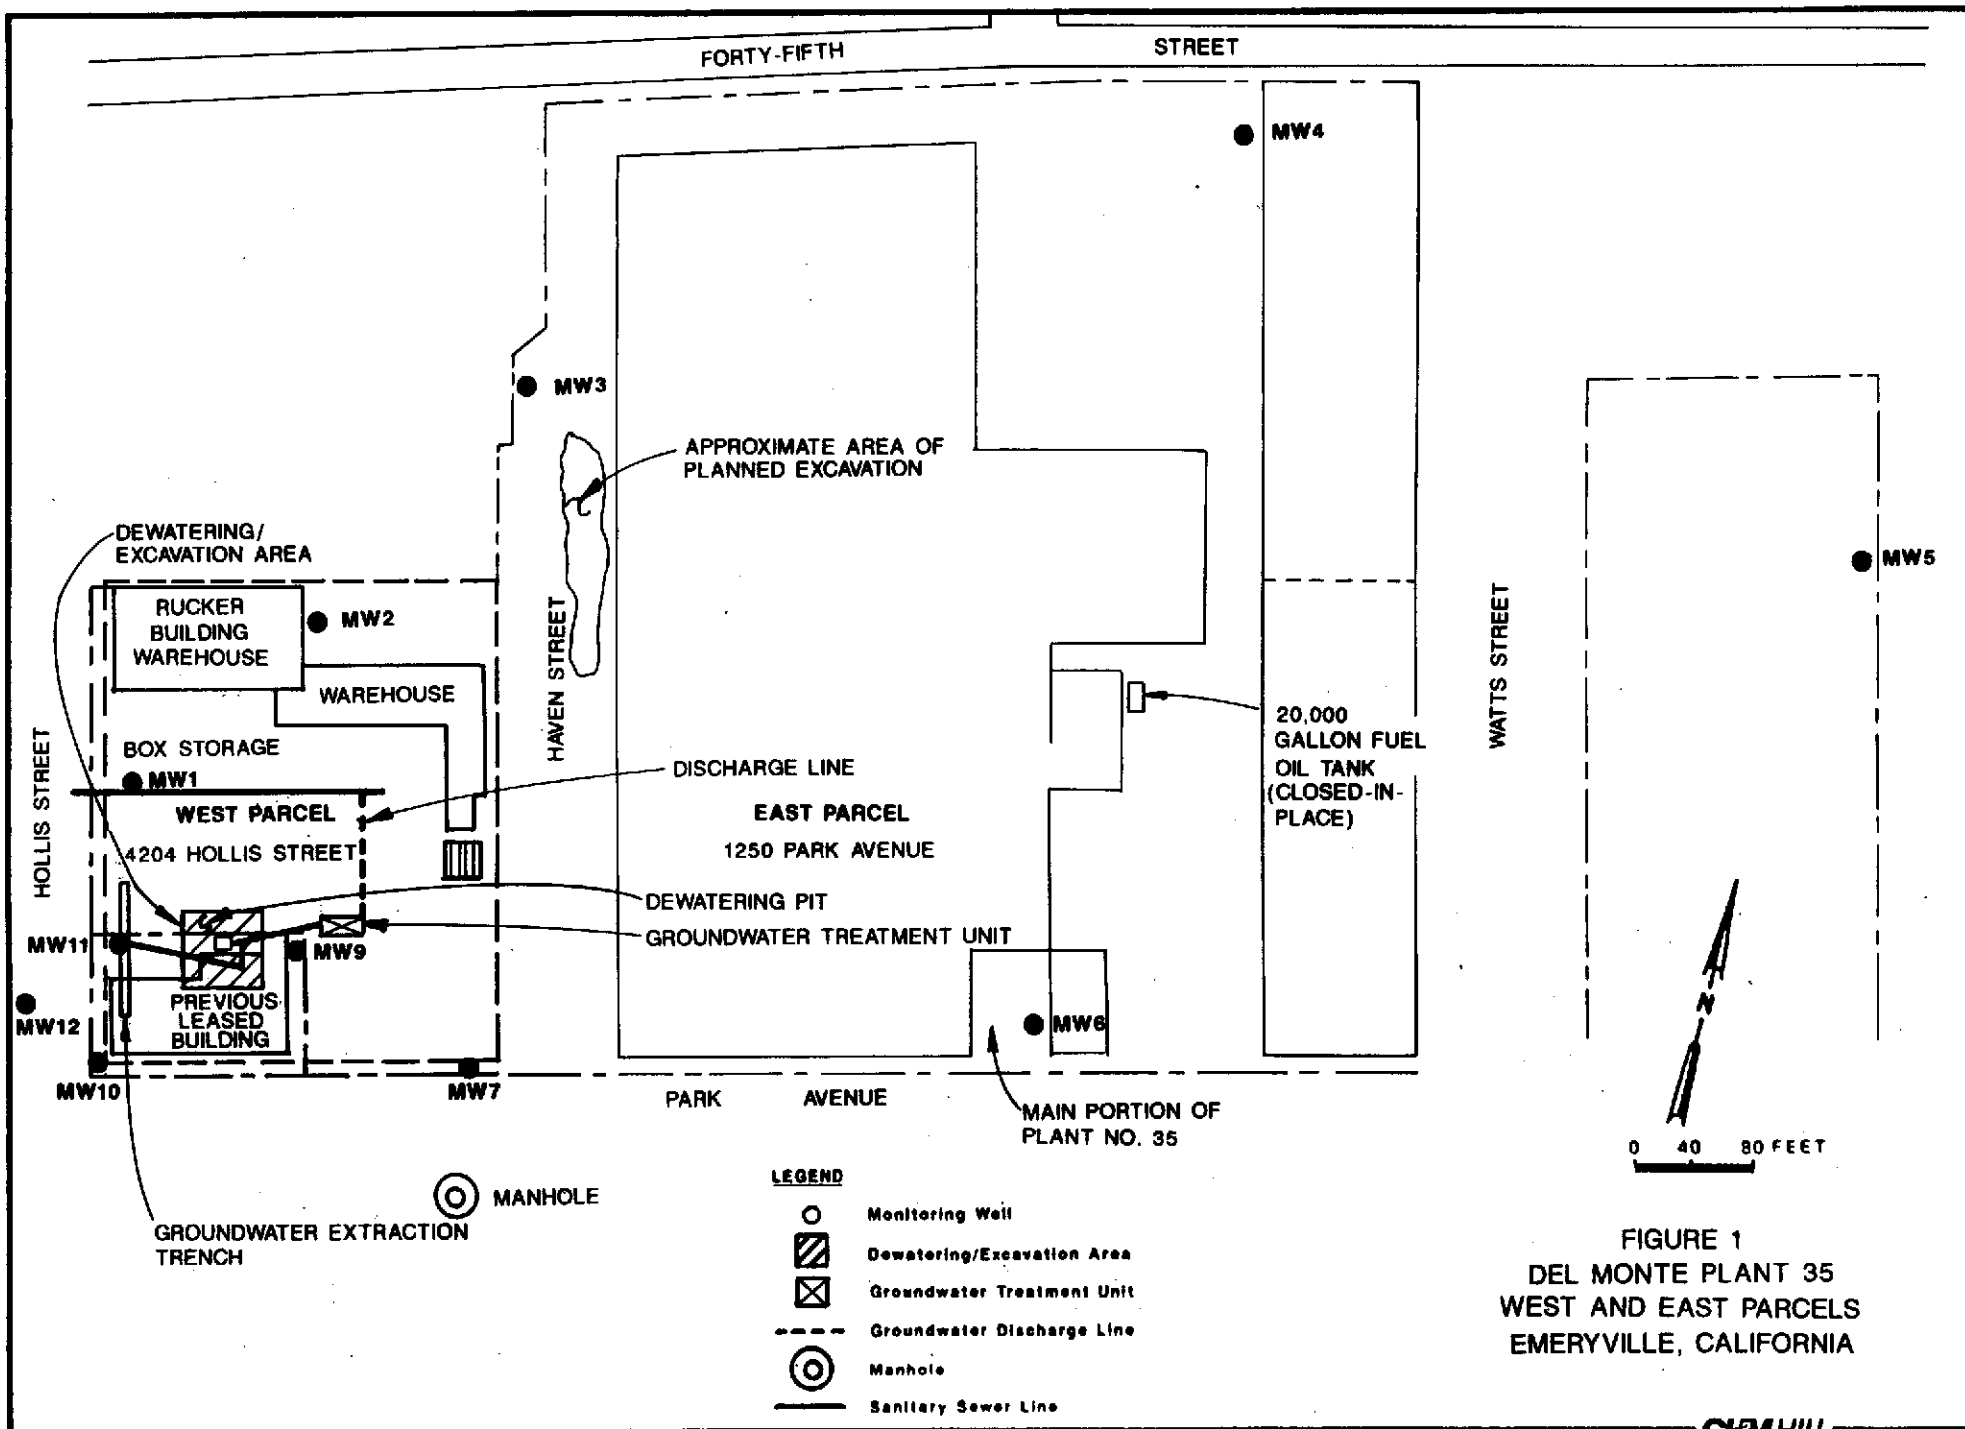 FORTY-FIFTH STREET
MW4
MW3
APPROXIMATE AREA OF
PLANNED EXCAVATION
DEWATERING/
EXCAVATION AREA
MW5
RUCKER
BUILDING
WAREHOUSE
MW2
HAVEN STREET
WATTS STREET
WAREHOUSE
20,000
GALLON FUEL
OIL TANK
(CLOSED-IN-
PLACE)
HOLLIS STREET
BOX STORAGE
MW1
DISCHARGE LINE
WEST PARCEL
4204 HOLLIS STREET
EAST PARCEL
1250 PARK AVENUE
DEWATERING PIT
GROUNDWATER TREATMENT UNIT
MW11
MW9
MW12
PREVIOUS
LEASED
BUILDING
MW6
N
MW10
MW7
PARK AVENUE
MAIN PORTION OF
PLANT NO. 35
0 40 80 FEET
MANHOLE
GROUNDWATER EXTRACTION
TRENCH
LEGEND
Monitoring Well
Dewatering/Excavation Area
Groundwater Treatment Unit
Groundwater Discharge Line
Manhole
Sanitary Sewer Line
FIGURE 1
DEL MONTE PLANT 35
WEST AND EAST PARCELS
EMERYVILLE, CALIFORNIA